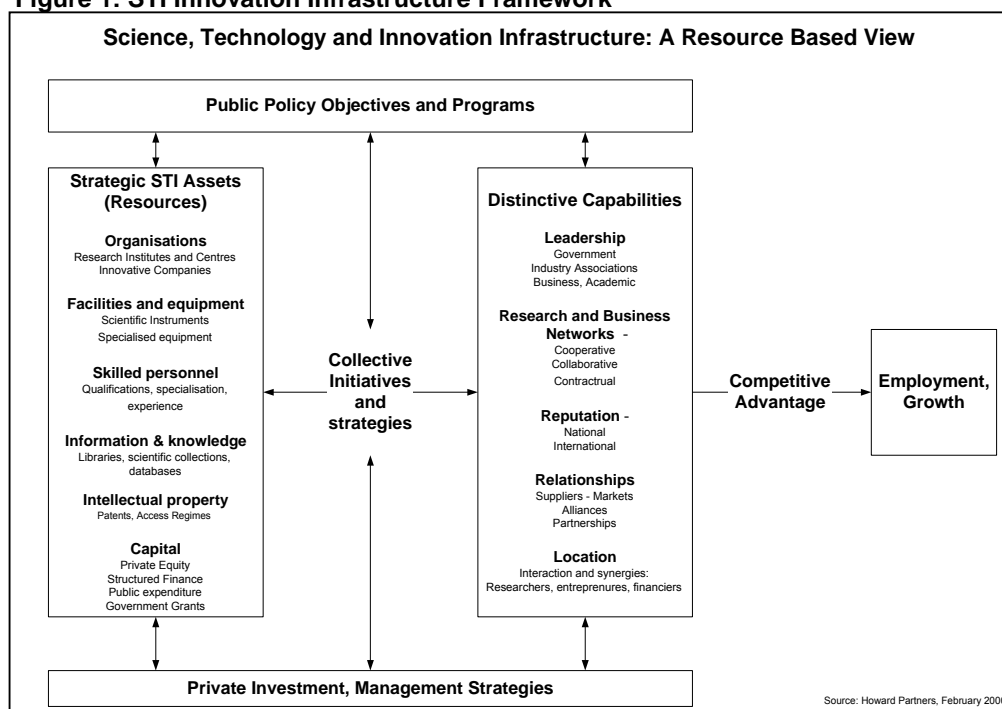 Figure 1: STI Innovation Infrastructure Framework
Science, Technology and Innovation Infrastructure: A Resource Based View
Public Policy Objectives and Programs
Strategic STI Assets
(Resources)
Organisations
Research Institutes and Centres
Innovative Companies
Facilities and equipment
Scientific Instruments
Specialised equipment
Skilled personnel
Qualifications, specialisation,
experience
Information & knowledge
Libraries, scientific collections,
databases
Intellectual property
Patents, Access Regimes
Capital
Private Equity
Structured Finance
Public expenditure
Government Grants
Collective
Initiatives
and
strategies
Distinctive Capabilities
Leadership
Government
Industry Associations
Business, Academic
Research and Business
Networks -
Cooperative
Collaborative
Contractrual
Reputation -
National
International
Relationships
Suppliers - Markets
Alliances
Partnerships
Location
Interaction and synergies:
Researchers, entreprenures, financiers
Competitive
Advantage
Employment,
Growth
Private Investment, Management Strategies
Source: Howard Partners, February